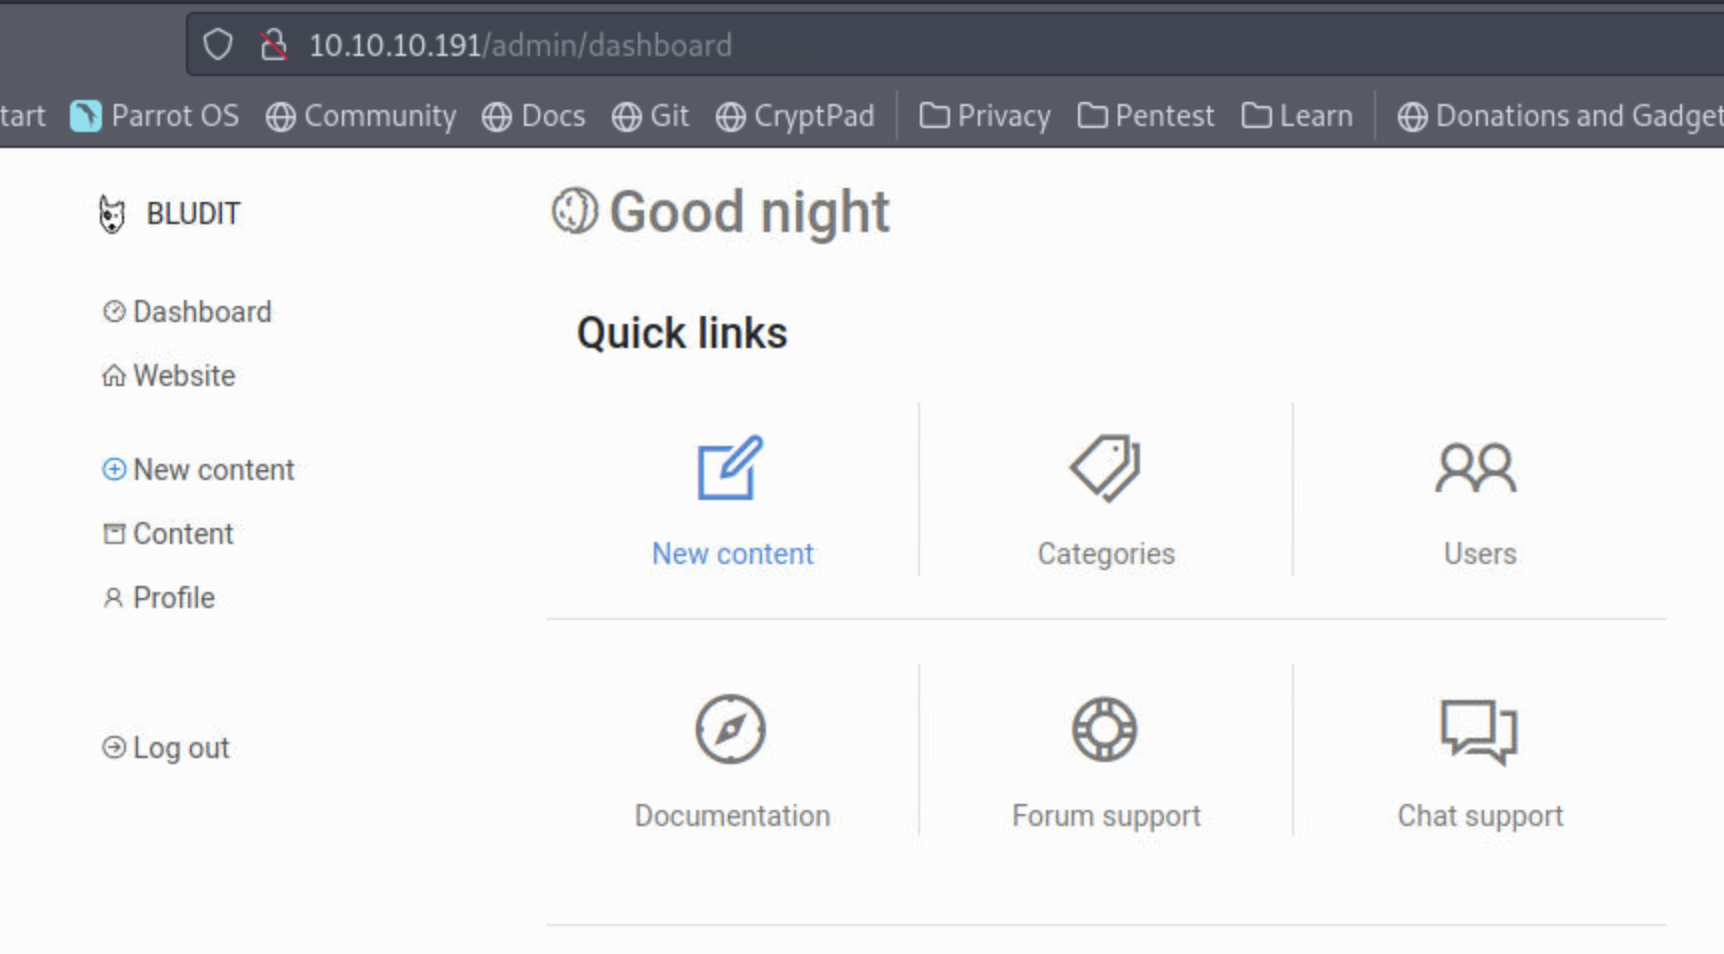 10.10.10.191/admin/dashboard
tart Parrot OS Community Docs Git CryptPad Privacy Pentest Learn Donations and Gadget
BLUDIT
Dashboard
Website
New content
Content
Profile
Log out
Good night
Quick links
New content Categories Users
Documentation Forum support Chat support